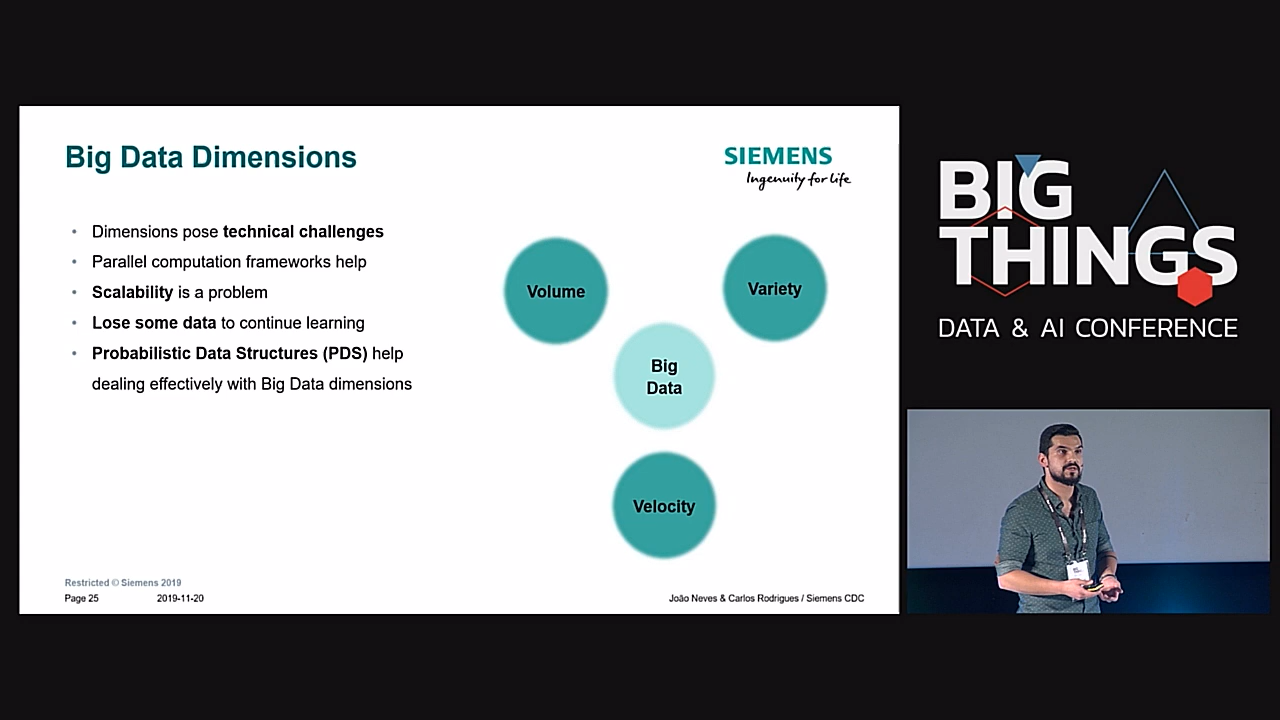 Big Data Dimensions
SIEMENS
Ingenuity for life
• Dimensions pose technical challenges
• Parallel computation frameworks help
• Scalability is a problem
• Lose some data to continue learning
• Probabilistic Data Structures (PDS) help
dealing effectively with Big Data dimensions
Volume
Variety
Big
Data
Velocity
Restricted © Siemens 2019
Page 25
2019-11-20
João Neves & Carlos Rodrigues / Siemens CDC
BIG
THINGS
DATA & AI CONFERENCE